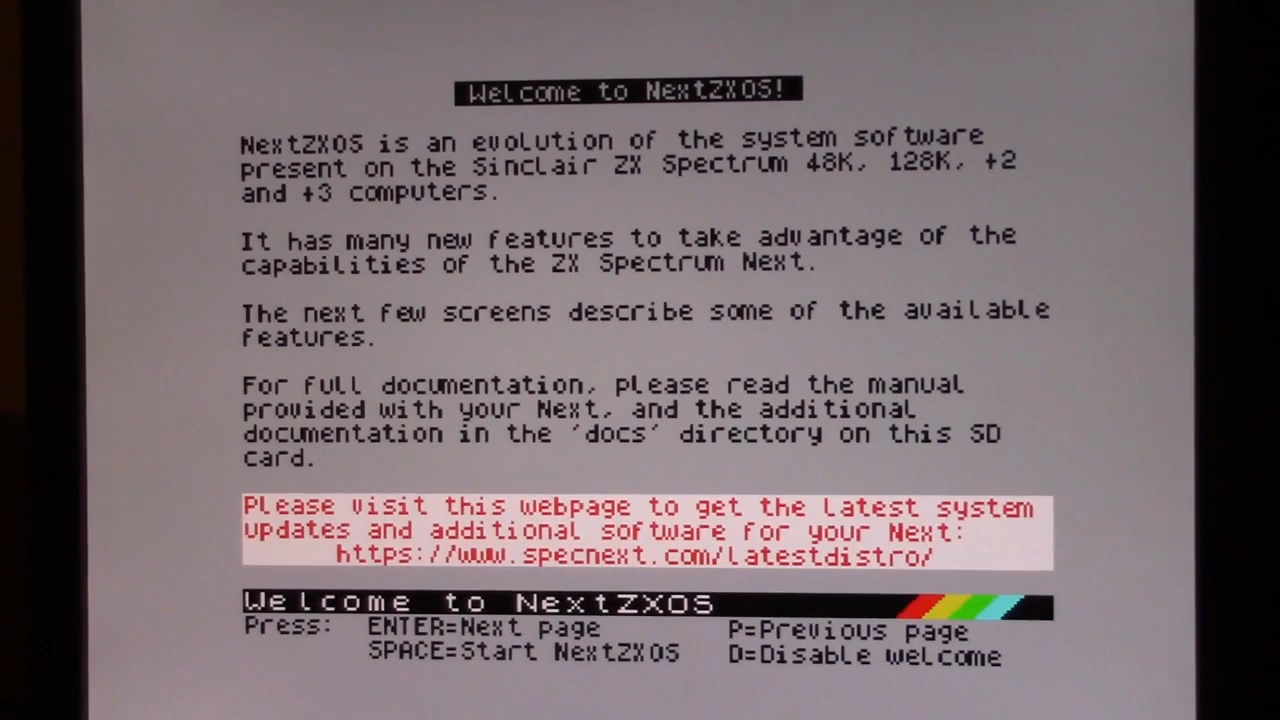 Welcome to NextZXOS!
NextZXOS is an evolution of the system software
present on the Sinclair ZX Spectrum 48K, 128K, +2
and +3 computers.
It has many new features to take advantage of the
capabilities of the ZX Spectrum Next.
The next few screens describe some of the available
features.
For full documentation, please read the manual
provided with your Next, and the additional
documentation in the 'docs' directory on this SD
card.
Please visit this webpage to get the latest system
updates and additional software for your Next:
https://www.specnext.com/latestdistro/
Welcome to NextZXOS
Press: ENTER=Next page P=Previous page
SPACE=Start NextZXOS D=Disable welcome